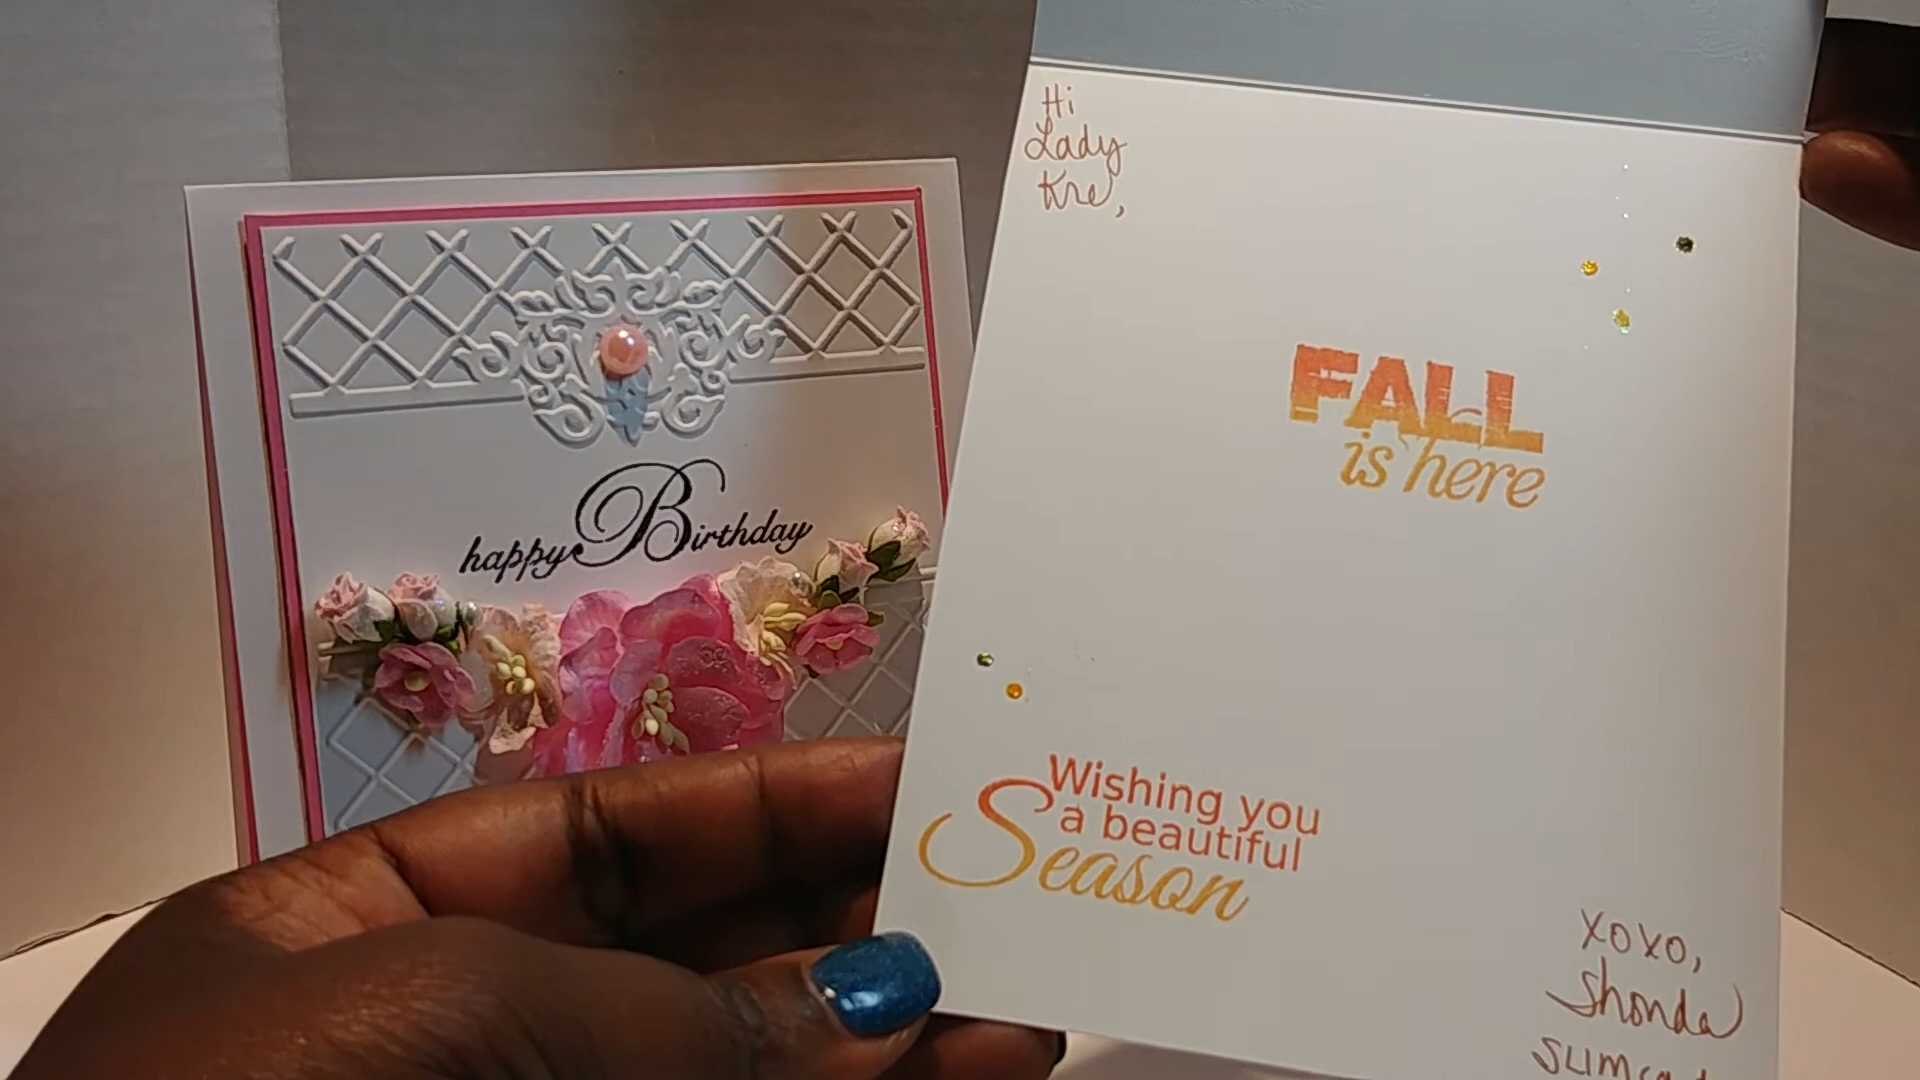 happy Birthday
Hi
Lady
Kre,
FALL
is here
Wishing you
a beautiful
Season
xoxo,
Shonda